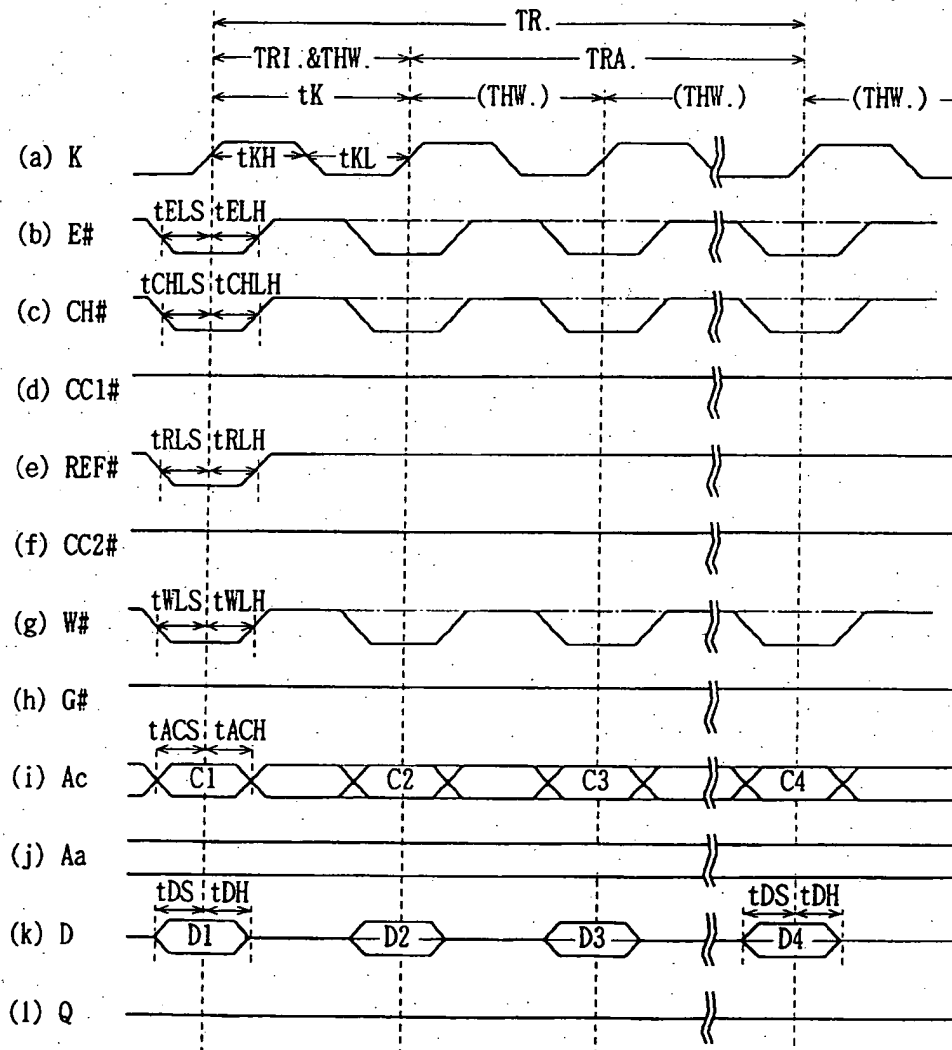 TR.
TRI.&THW. TRA.
tK (THW.) (THW.) (THW.)
(a) K tKH tKL
tELS tELH
(b) E#
tCHLS tCHLH
(c) CH#
(d) CC1#
tRLS tRLH
(e) REF#
(f) CC2#
tWLS tWLH
(g) W#
(h) G#
tACS tACH
(i) Ac C1 C2 C3 C4
(j) Aa
tDS tDH tDS tDH
(k) D D1 D2 D3 D4
(l) Q